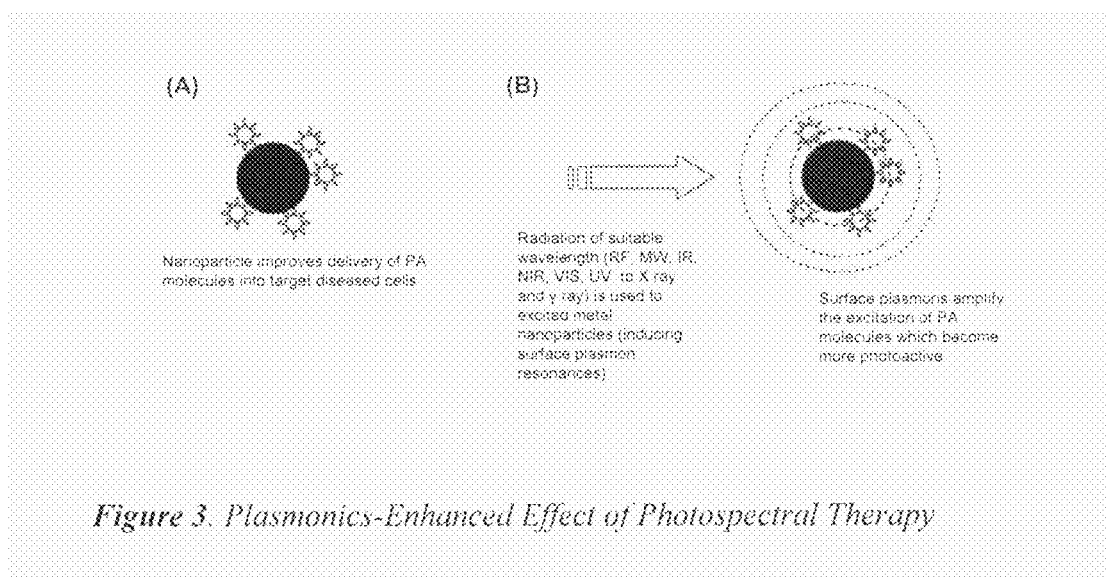 (A)
(B)
Nanoparticle improves delivery of PA
molecules into target diseased cells
Radiation of suitable
wavelength (RF, MW, IR,
NIR, VIS, UV to X ray
and γ ray) is used to
excited metal
nanoparticles (inducing
surface plasmon
resonances)
Surface plasmons amplify
the excitation of PA
molecules which become
more photoactive
Figure 3. Plasmonics-Enhanced Effect of Photospectral Therapy